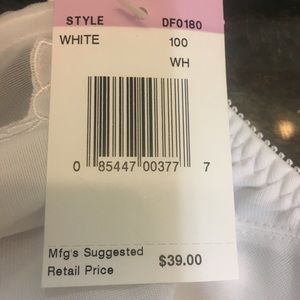 STYLE DF0180
WHITE 100
WH
0 85447 00377 7
Mfg's Suggested
Retail Price $39.00